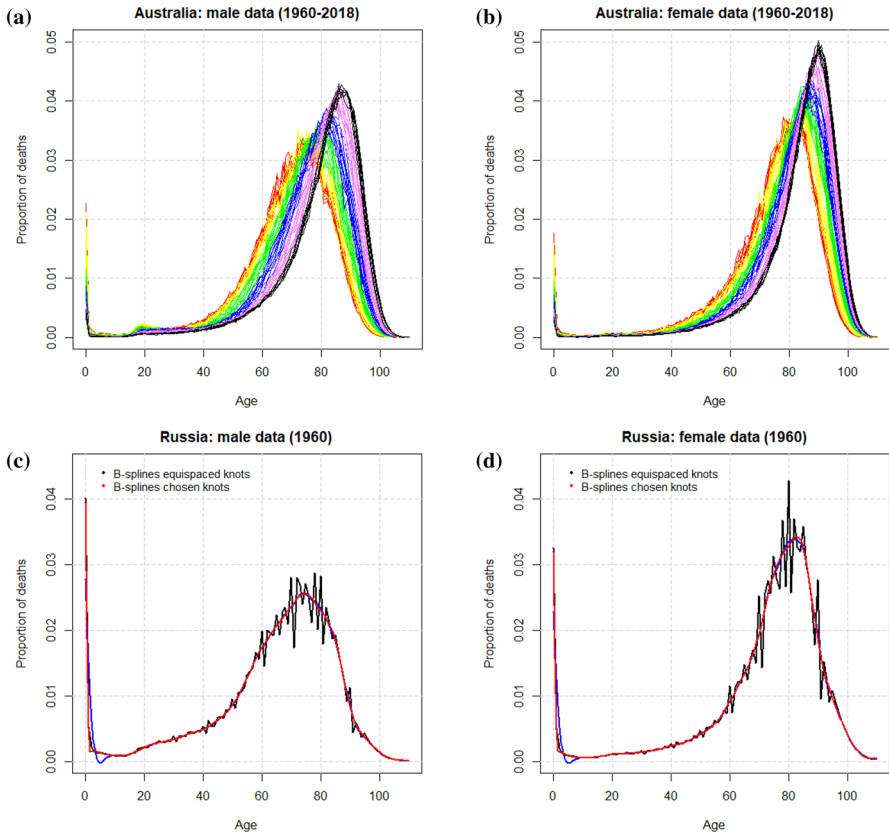 (a)
Australia: male data (1960-2018)
Proportion of deaths
0.00 0.01 0.02 0.03 0.04 0.05
0 20 40 60 80 100
Age
(b)
Australia: female data (1960-2018)
Proportion of deaths
0.00 0.01 0.02 0.03 0.04 0.05
0 20 40 60 80 100
Age
(c)
Russia: male data (1960)
B-splines equispaced knots
B-splines chosen knots
Proportion of deaths
0.00 0.01 0.02 0.03 0.04
0 20 40 60 80 100
Age
(d)
Russia: female data (1960)
B-splines equispaced knots
B-splines chosen knots
Proportion of deaths
0.00 0.01 0.02 0.03 0.04
0 20 40 60 80 100
Age